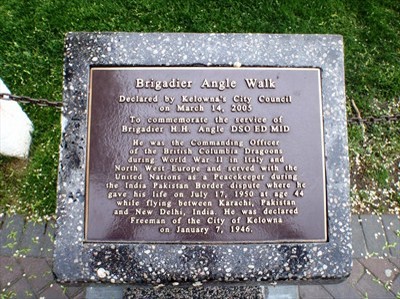 Brigadier Angle Walk
Declared by Kelowna's City Council
on March 14, 2005
To commemorate the service of
Brigadier H.H. Angle DSO ED MID
He was the Commanding Officer
of the British Columbia Dragoons
during World War II in Italy and
North West Europe and served with the
United Nations as a Peacekeeper during
the India Pakistan Border dispute where he
gave his life on July 17, 1950 at age 44
while flying between Karachi, Pakistan
and New Delhi, India. He was declared
Freeman of the City of Kelowna
on January 7, 1946.